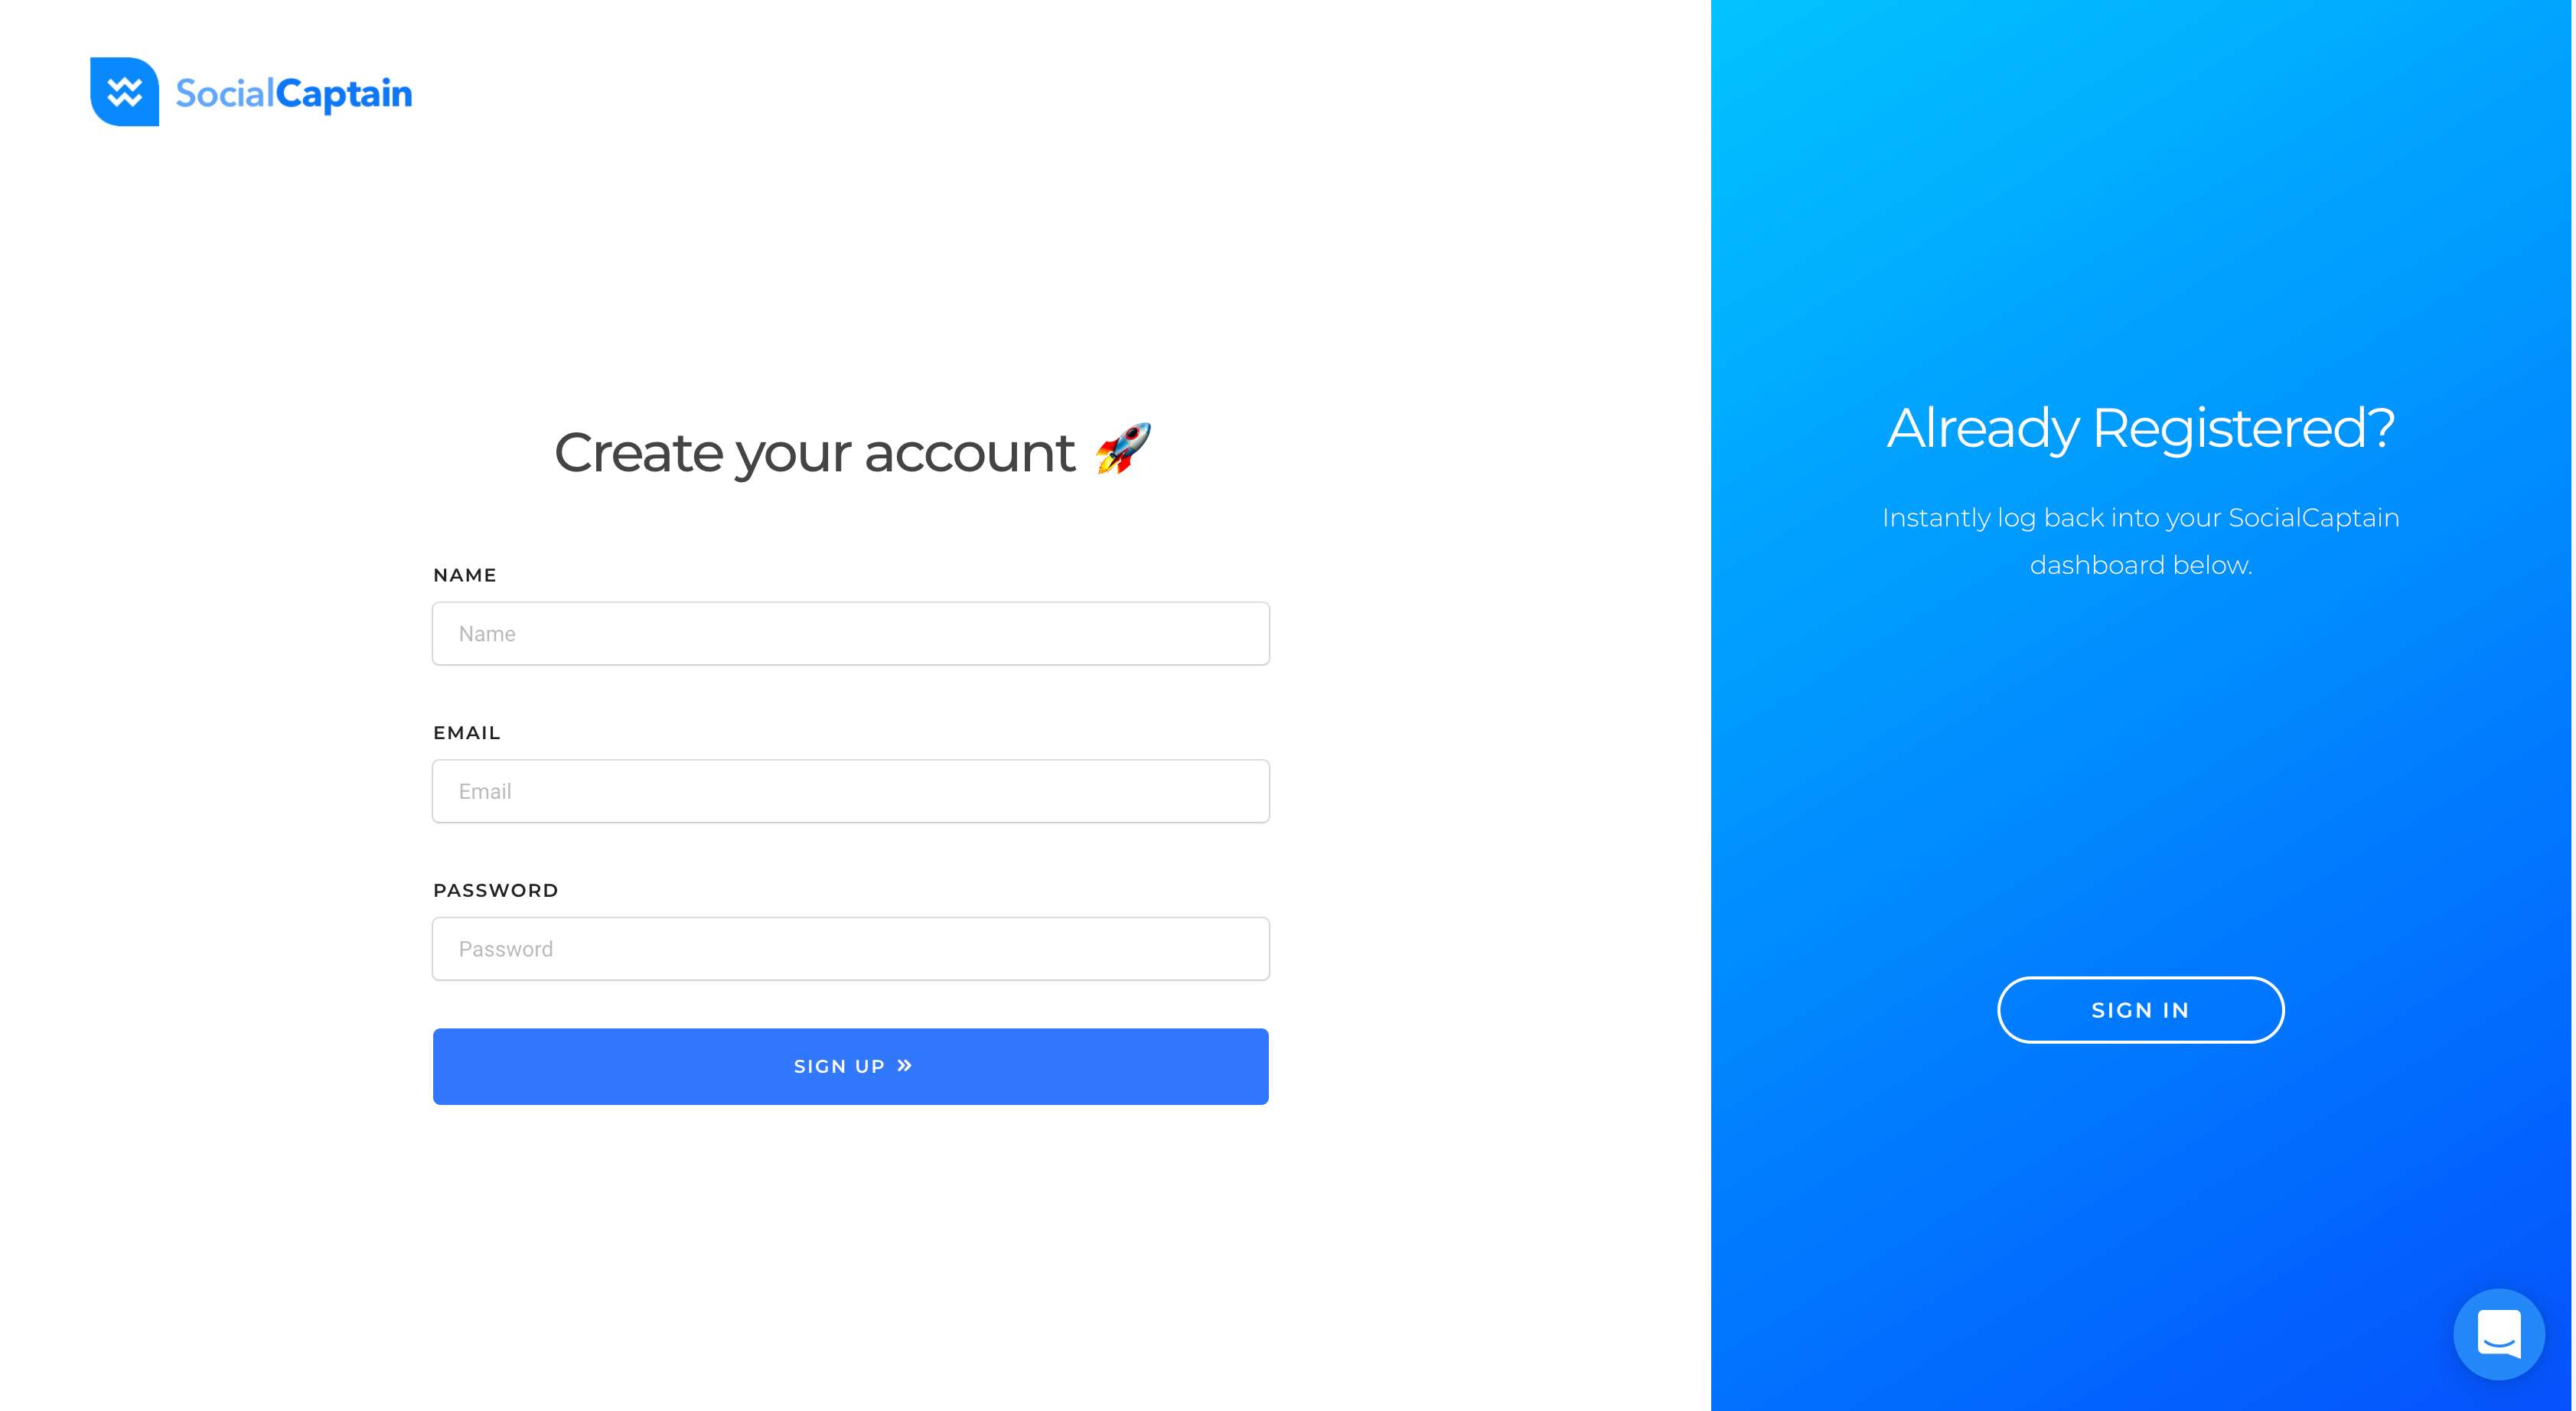 SocialCaptain
Create your account 🚀
NAME
Name
EMAIL
Email
PASSWORD
Password
SIGN UP »
Already Registered?
Instantly log back into your SocialCaptain
dashboard below.
SIGN IN